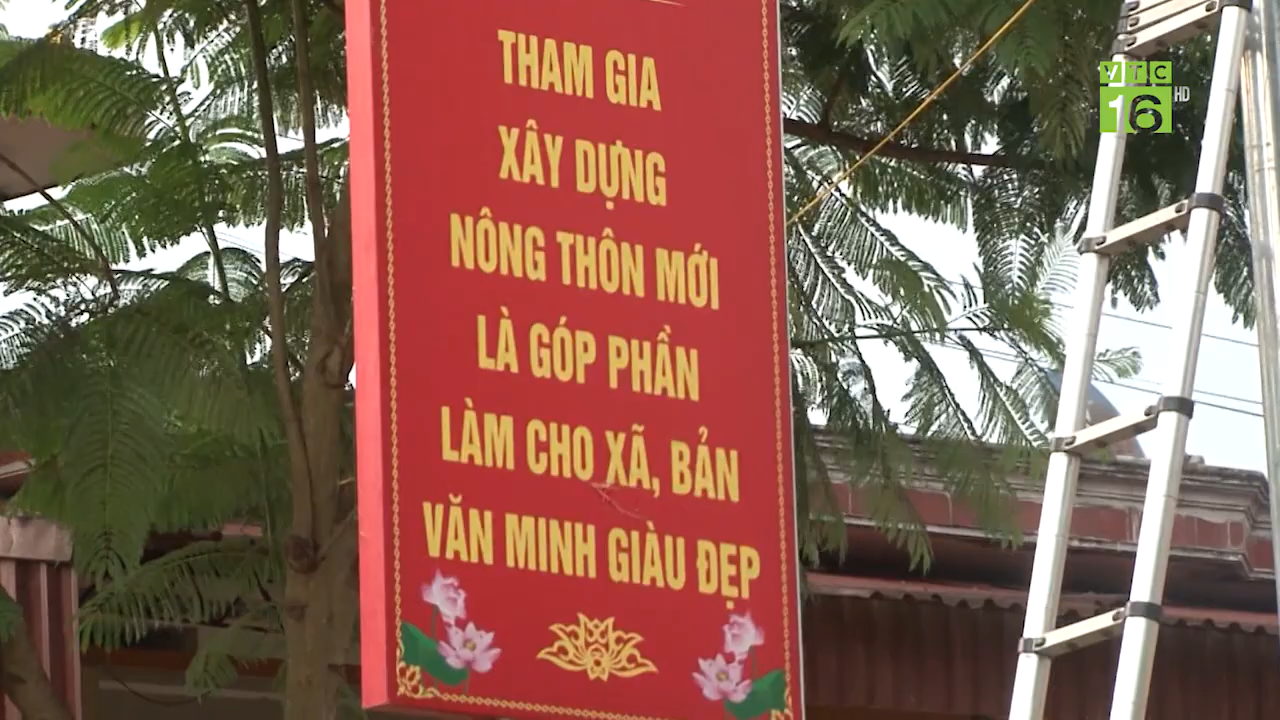 THAM GIA
XÂY DỰNG
NÔNG THÔN MỚI
LÀ GÓP PHẦN
LÀM CHO XÃ, BẢN
VĂN MINH GIÀU ĐẸP
VTC
16 HD